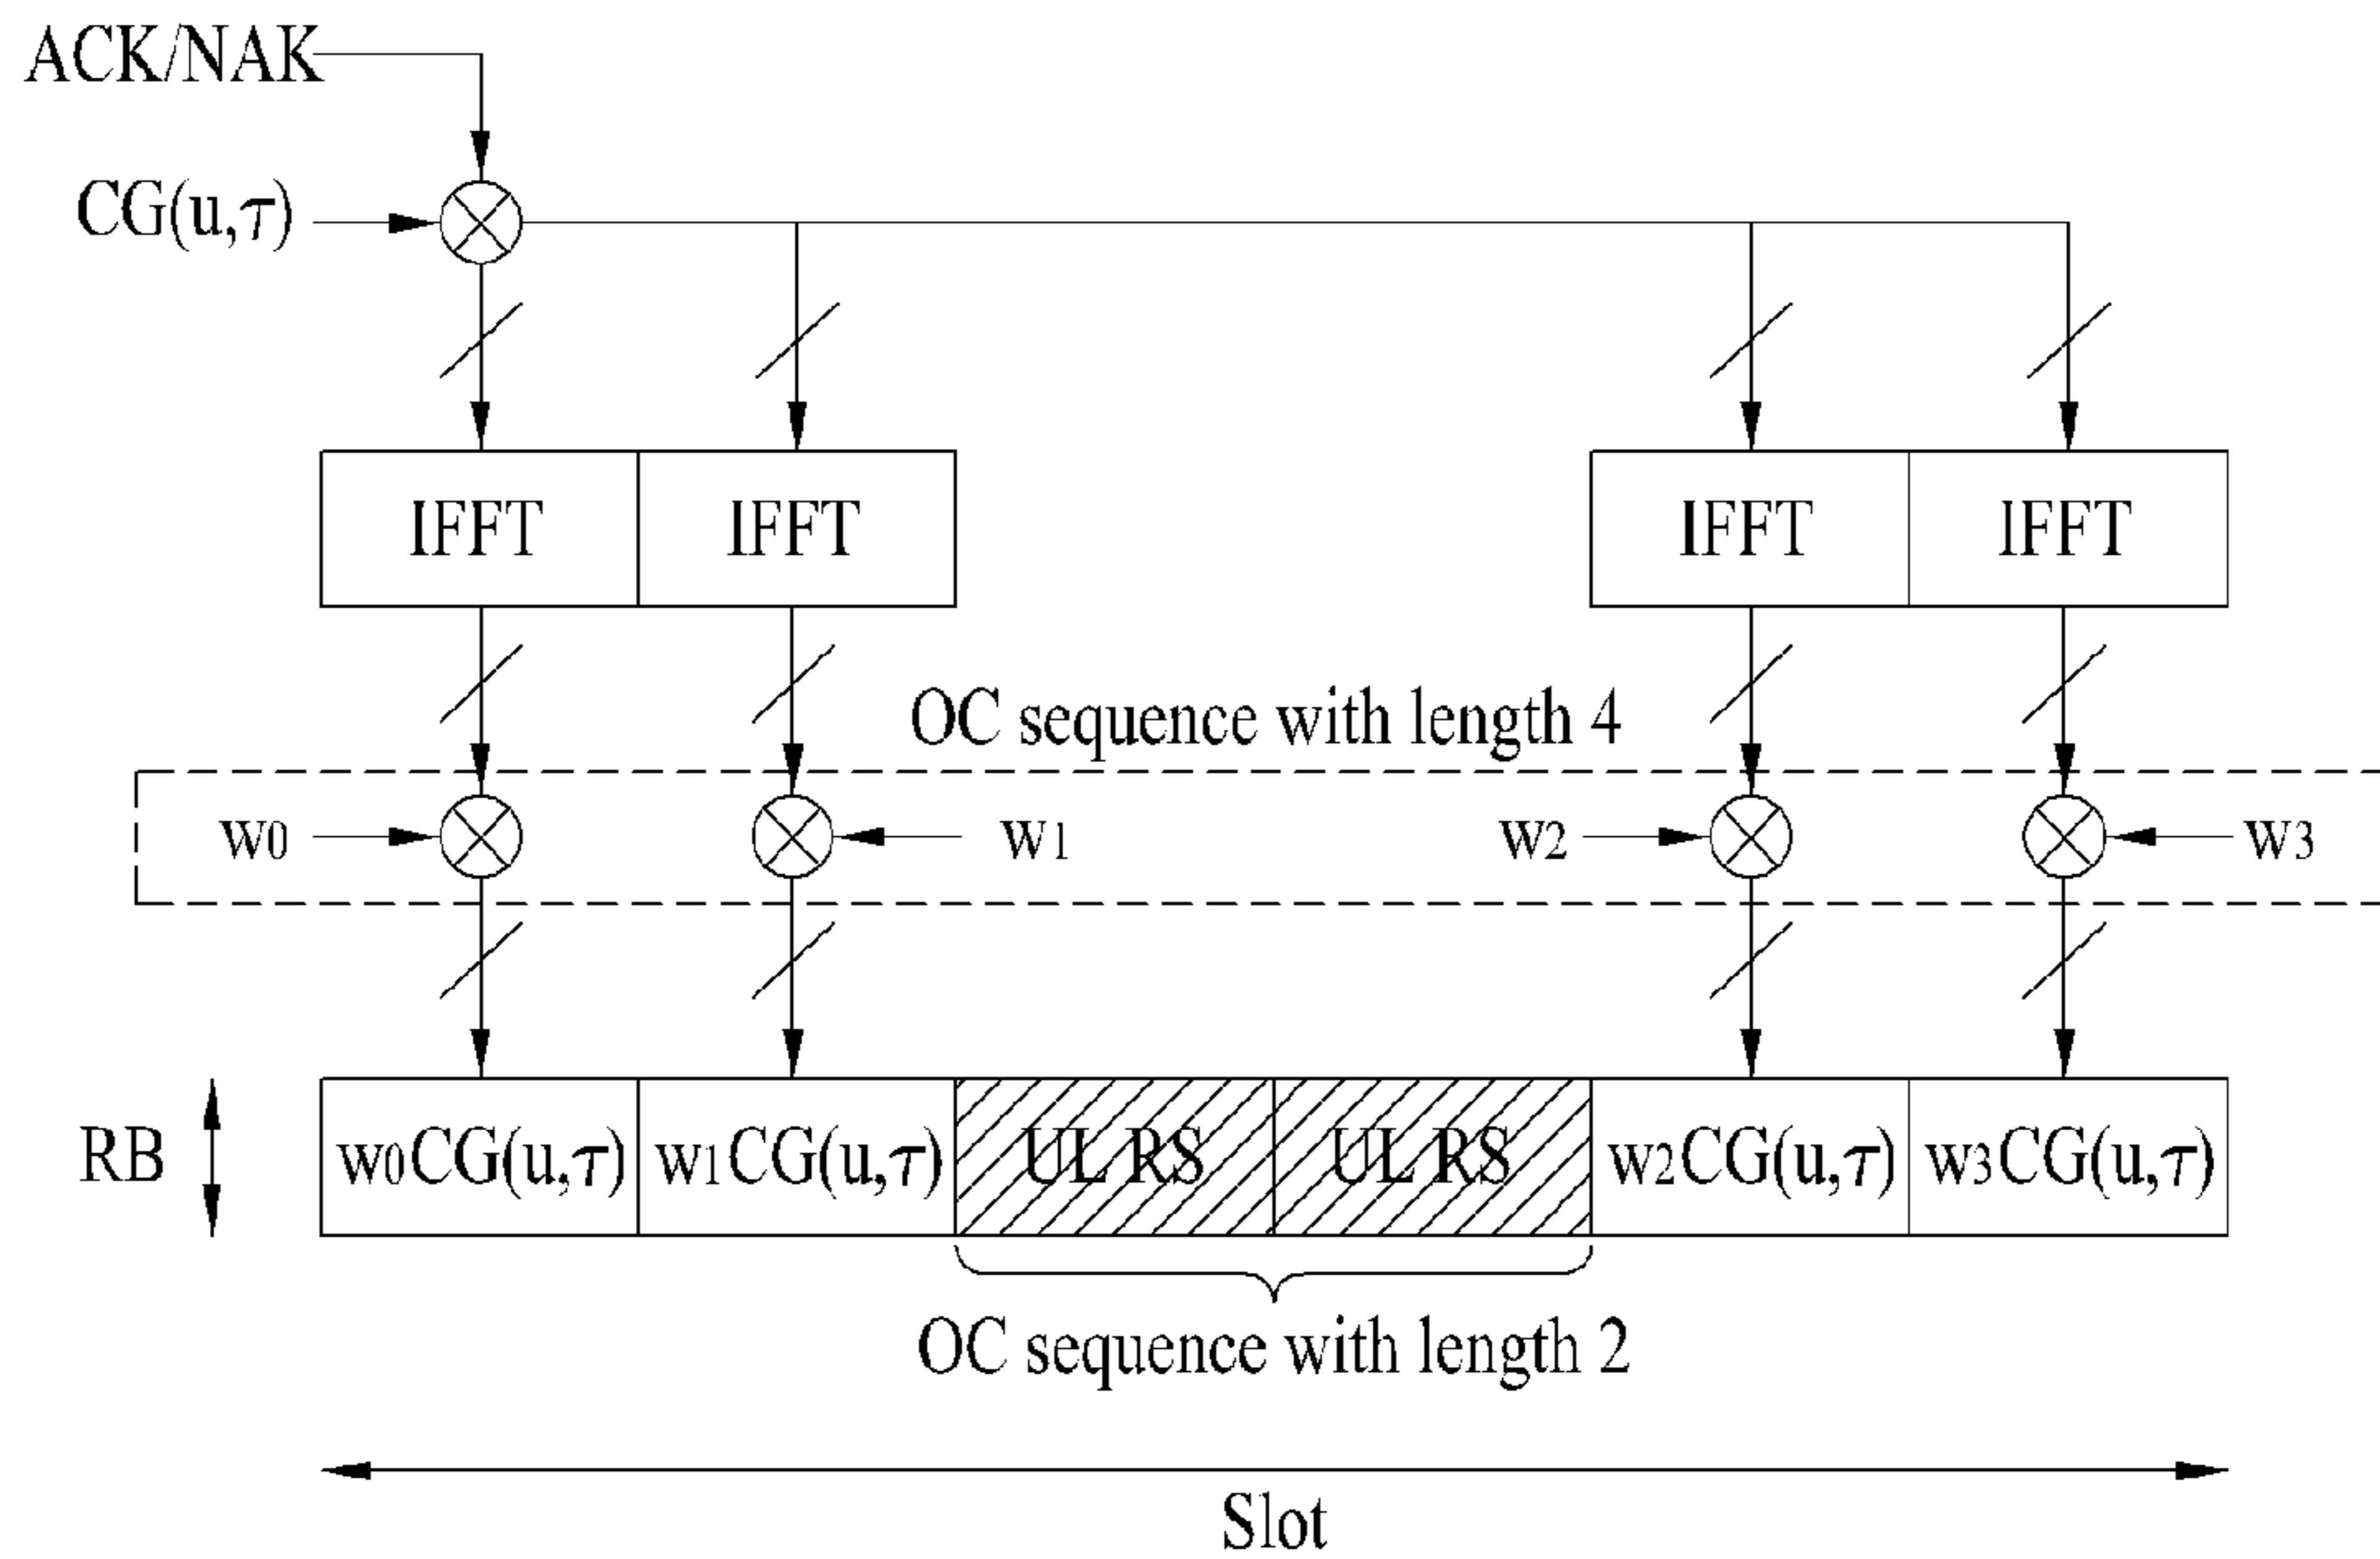 ACK/NAK
CG(u,τ)
IFFT IFFT IFFT IFFT
OC sequence with length 4
w0 w1 w2 w3
RB w0CG(u,τ) w1CG(u,τ) UL RS UL RS w2CG(u,τ) w3CG(u,τ)
OC sequence with length 2
Slot